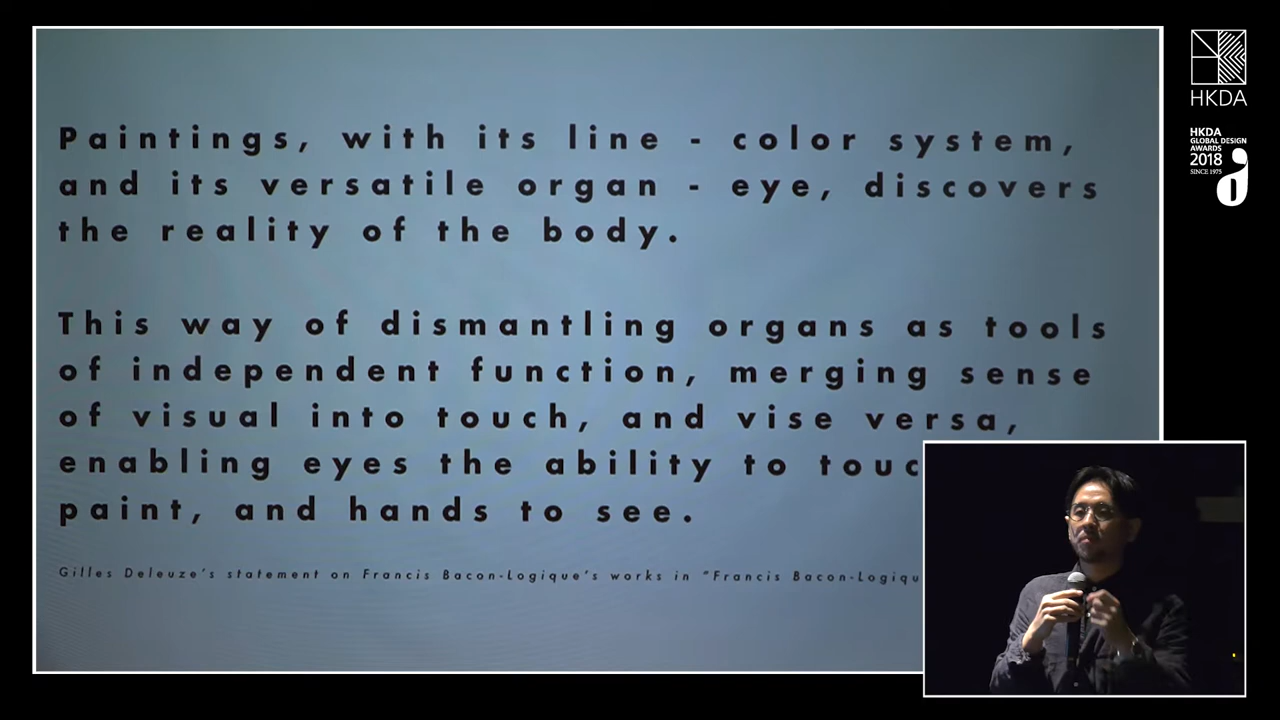 Paintings, with its line - color system,
and its versatile organ - eye, discovers
the reality of the body.
This way of dismantling organs as tools
of independent function, merging sense
of visual into touch, and vise versa,
enabling eyes the ability to
paint, and hands to see.
Gilles Deleuze's statement on Francis Bacon-Logique's works in "Francis Bacon-
HKDA
HKDA
GLOBAL DESIGN
AWARDS
2018
SINCE 1975